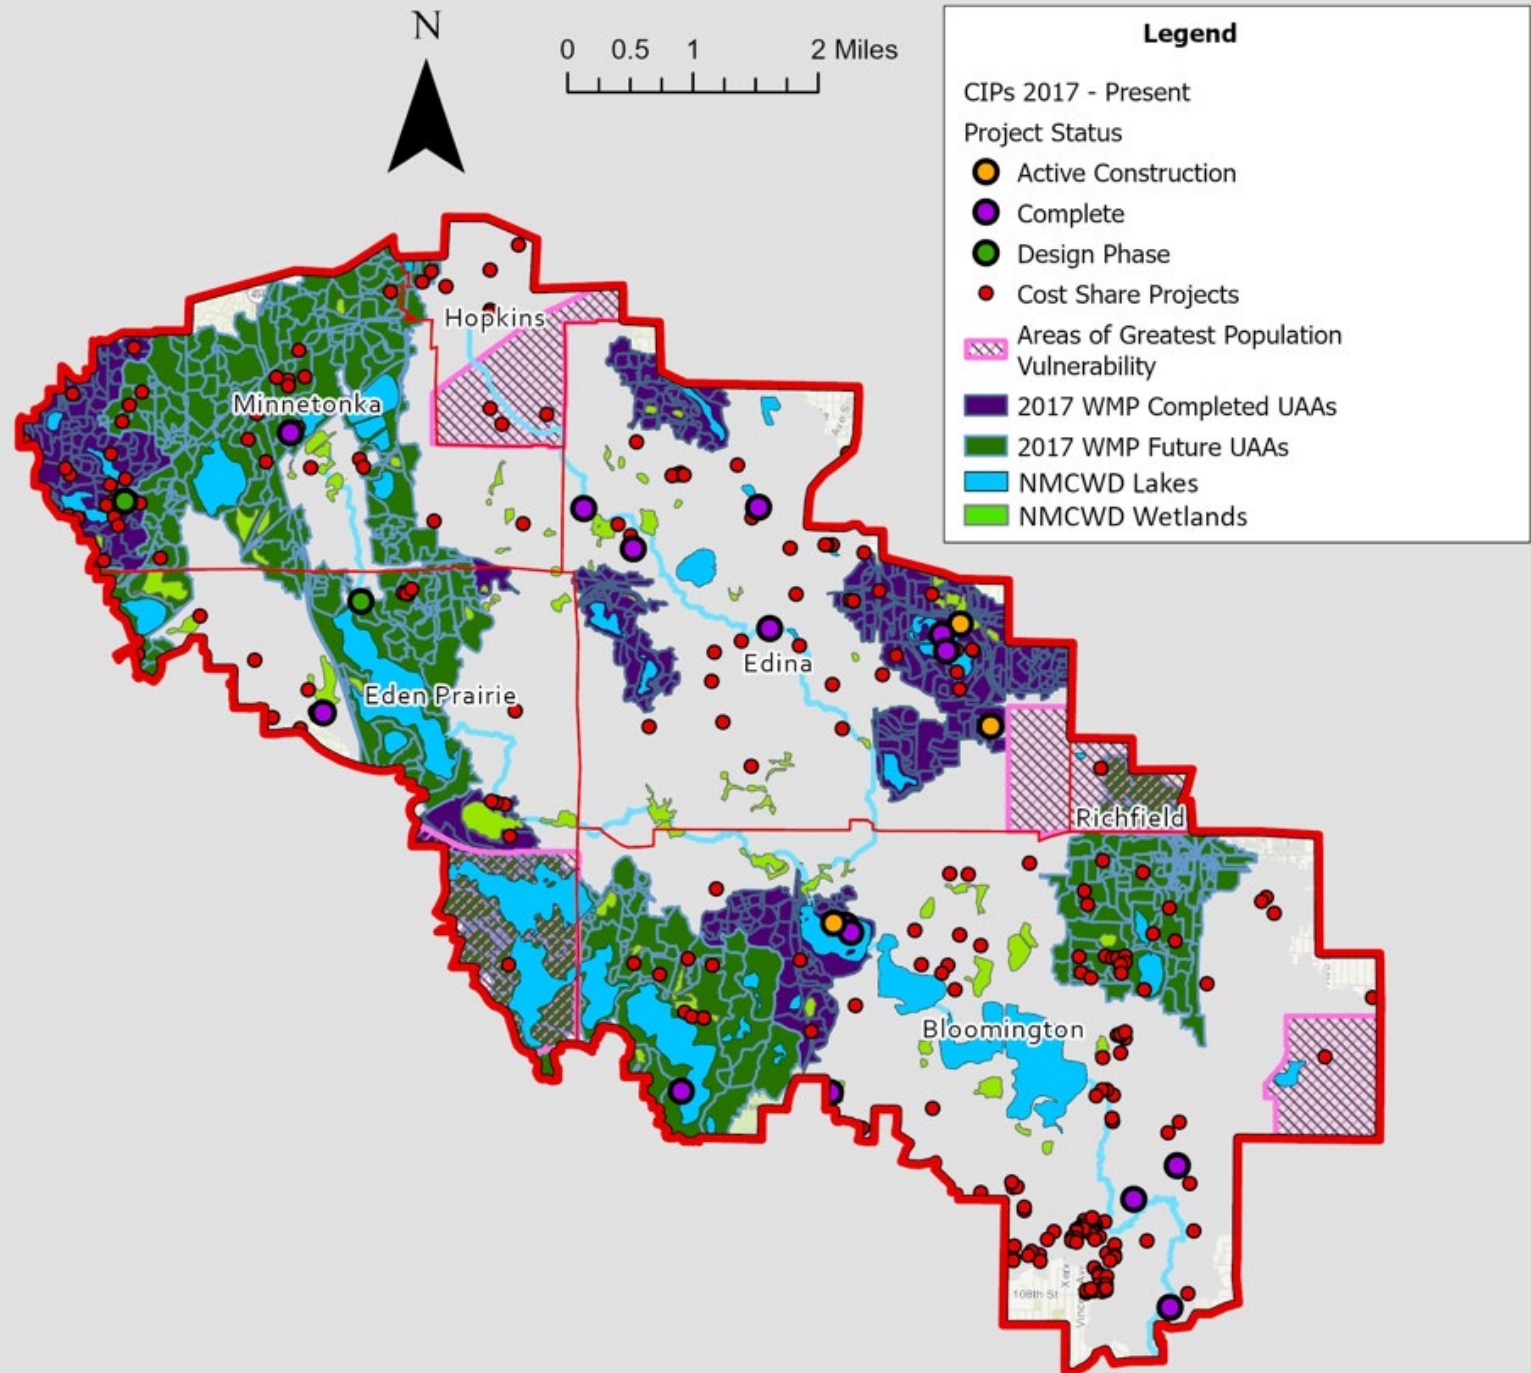 N
0 0.5 1 2 Miles
Legend
CIPs 2017 - Present
Project Status
Active Construction
Complete
Design Phase
Cost Share Projects
Areas of Greatest Population
Vulnerability
2017 WMP Completed UAAs
2017 WMP Future UAAs
NMCWD Lakes
NMCWD Wetlands
Hopkins
Minnetonka
Edina
Eden Prairie
Richfield
Bloomington
108th St